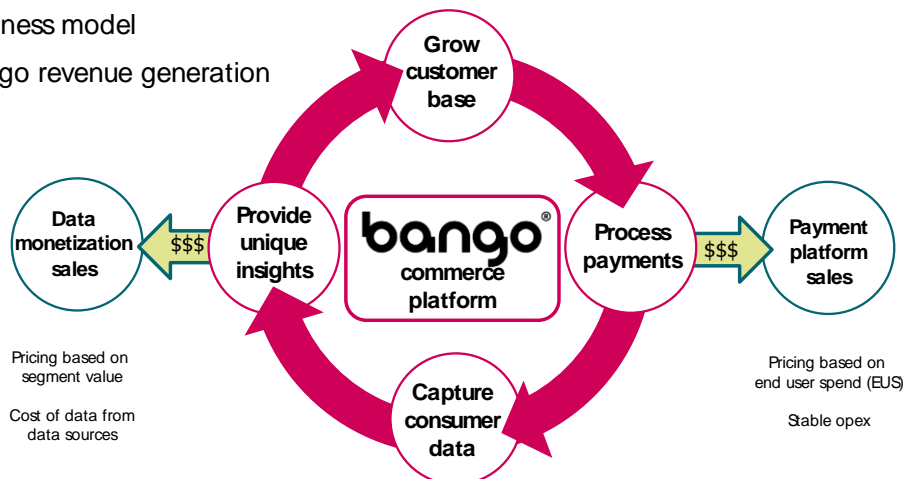 ness model
go revenue generation
Grow
customer
base
Data
monetization
sales
$$$
Provide
unique
insights
bango®
commerce
platform
Process
payments
$$$
Payment
platform
sales
Pricing based on
segment value
Cost of data from
data sources
Capture
consumer
data
Pricing based on
end user spend (EUS)
Stable opex